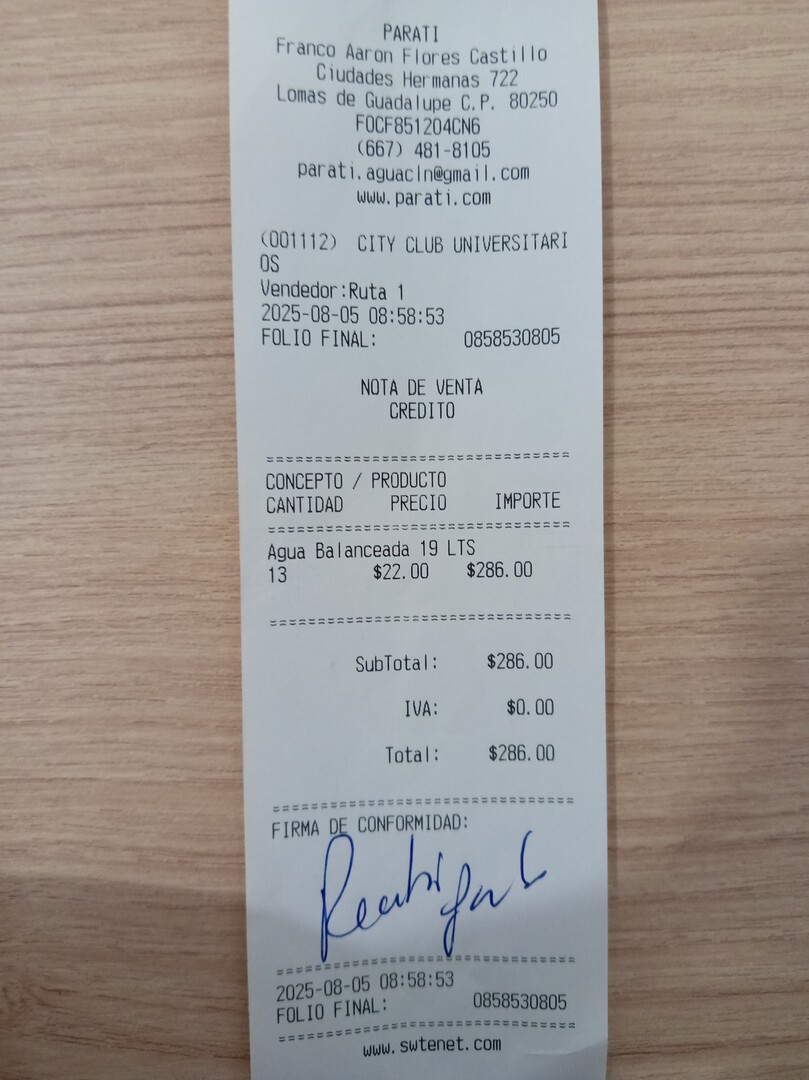 PARATI
Franco Aaron Flores Castillo
Ciudades Hermanas 722
Lomas de Guadalupe C.P. 80250
FOCF851204CN6
(667) 481-8105
parati.aguacln@gmail.com
www.parati.com
(001112) CITY CLUB UNIVERSITARI
OS
Vendedor:Ruta 1
2025-08-05 08:58:53
FOLIO FINAL: 0858530805
NOTA DE VENTA
CREDITO
==============================
CONCEPTO / PRODUCTO
CANTIDAD PRECIO IMPORTE
==============================
Agua Balanceada 19 LTS
13 $22.00 $286.00
==============================
SubTotal: $286.00
IVA: $0.00
Total: $286.00
==============================
FIRMA DE CONFORMIDAD:
==============================
2025-08-05 08:58:53
FOLIO FINAL: 0858530805
==============================
www.swtenet.com